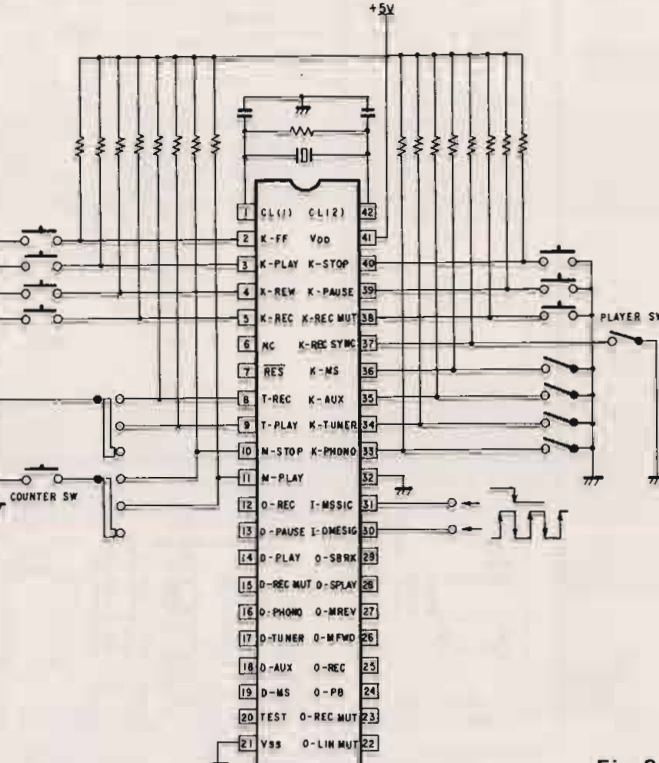 +5V
1 CL(1) CL(2) 42
2 K-FF VDD 41
3 K-PLAY K-STOP 40
4 K-REW K-PAUSE 39
5 K-REC K-REC MUT 38
PLAYER SW
6 NC K-REC SYNC 37
7 RES K-MS 36
8 T-REC K-AUX 35
9 T-PLAY K-TUNER 34
10 M-STOP K-PHONO 33
11 M-PLAY 32
COUNTER SW
12 O-REC I-MSSIC 31
13 O-PAUSE I-DMESIG 30
14 O-PLAY O-SBRK 29
15 O-REC MUT O-SPLAY 28
16 O-PHONO O-MREV 27
17 O-TUNER O-MFWD 26
18 O-AUX O-REC 25
19 O-MS O-PB 24
20 TEST O-REC MUT 23
21 VSS O-LIN MUT 22